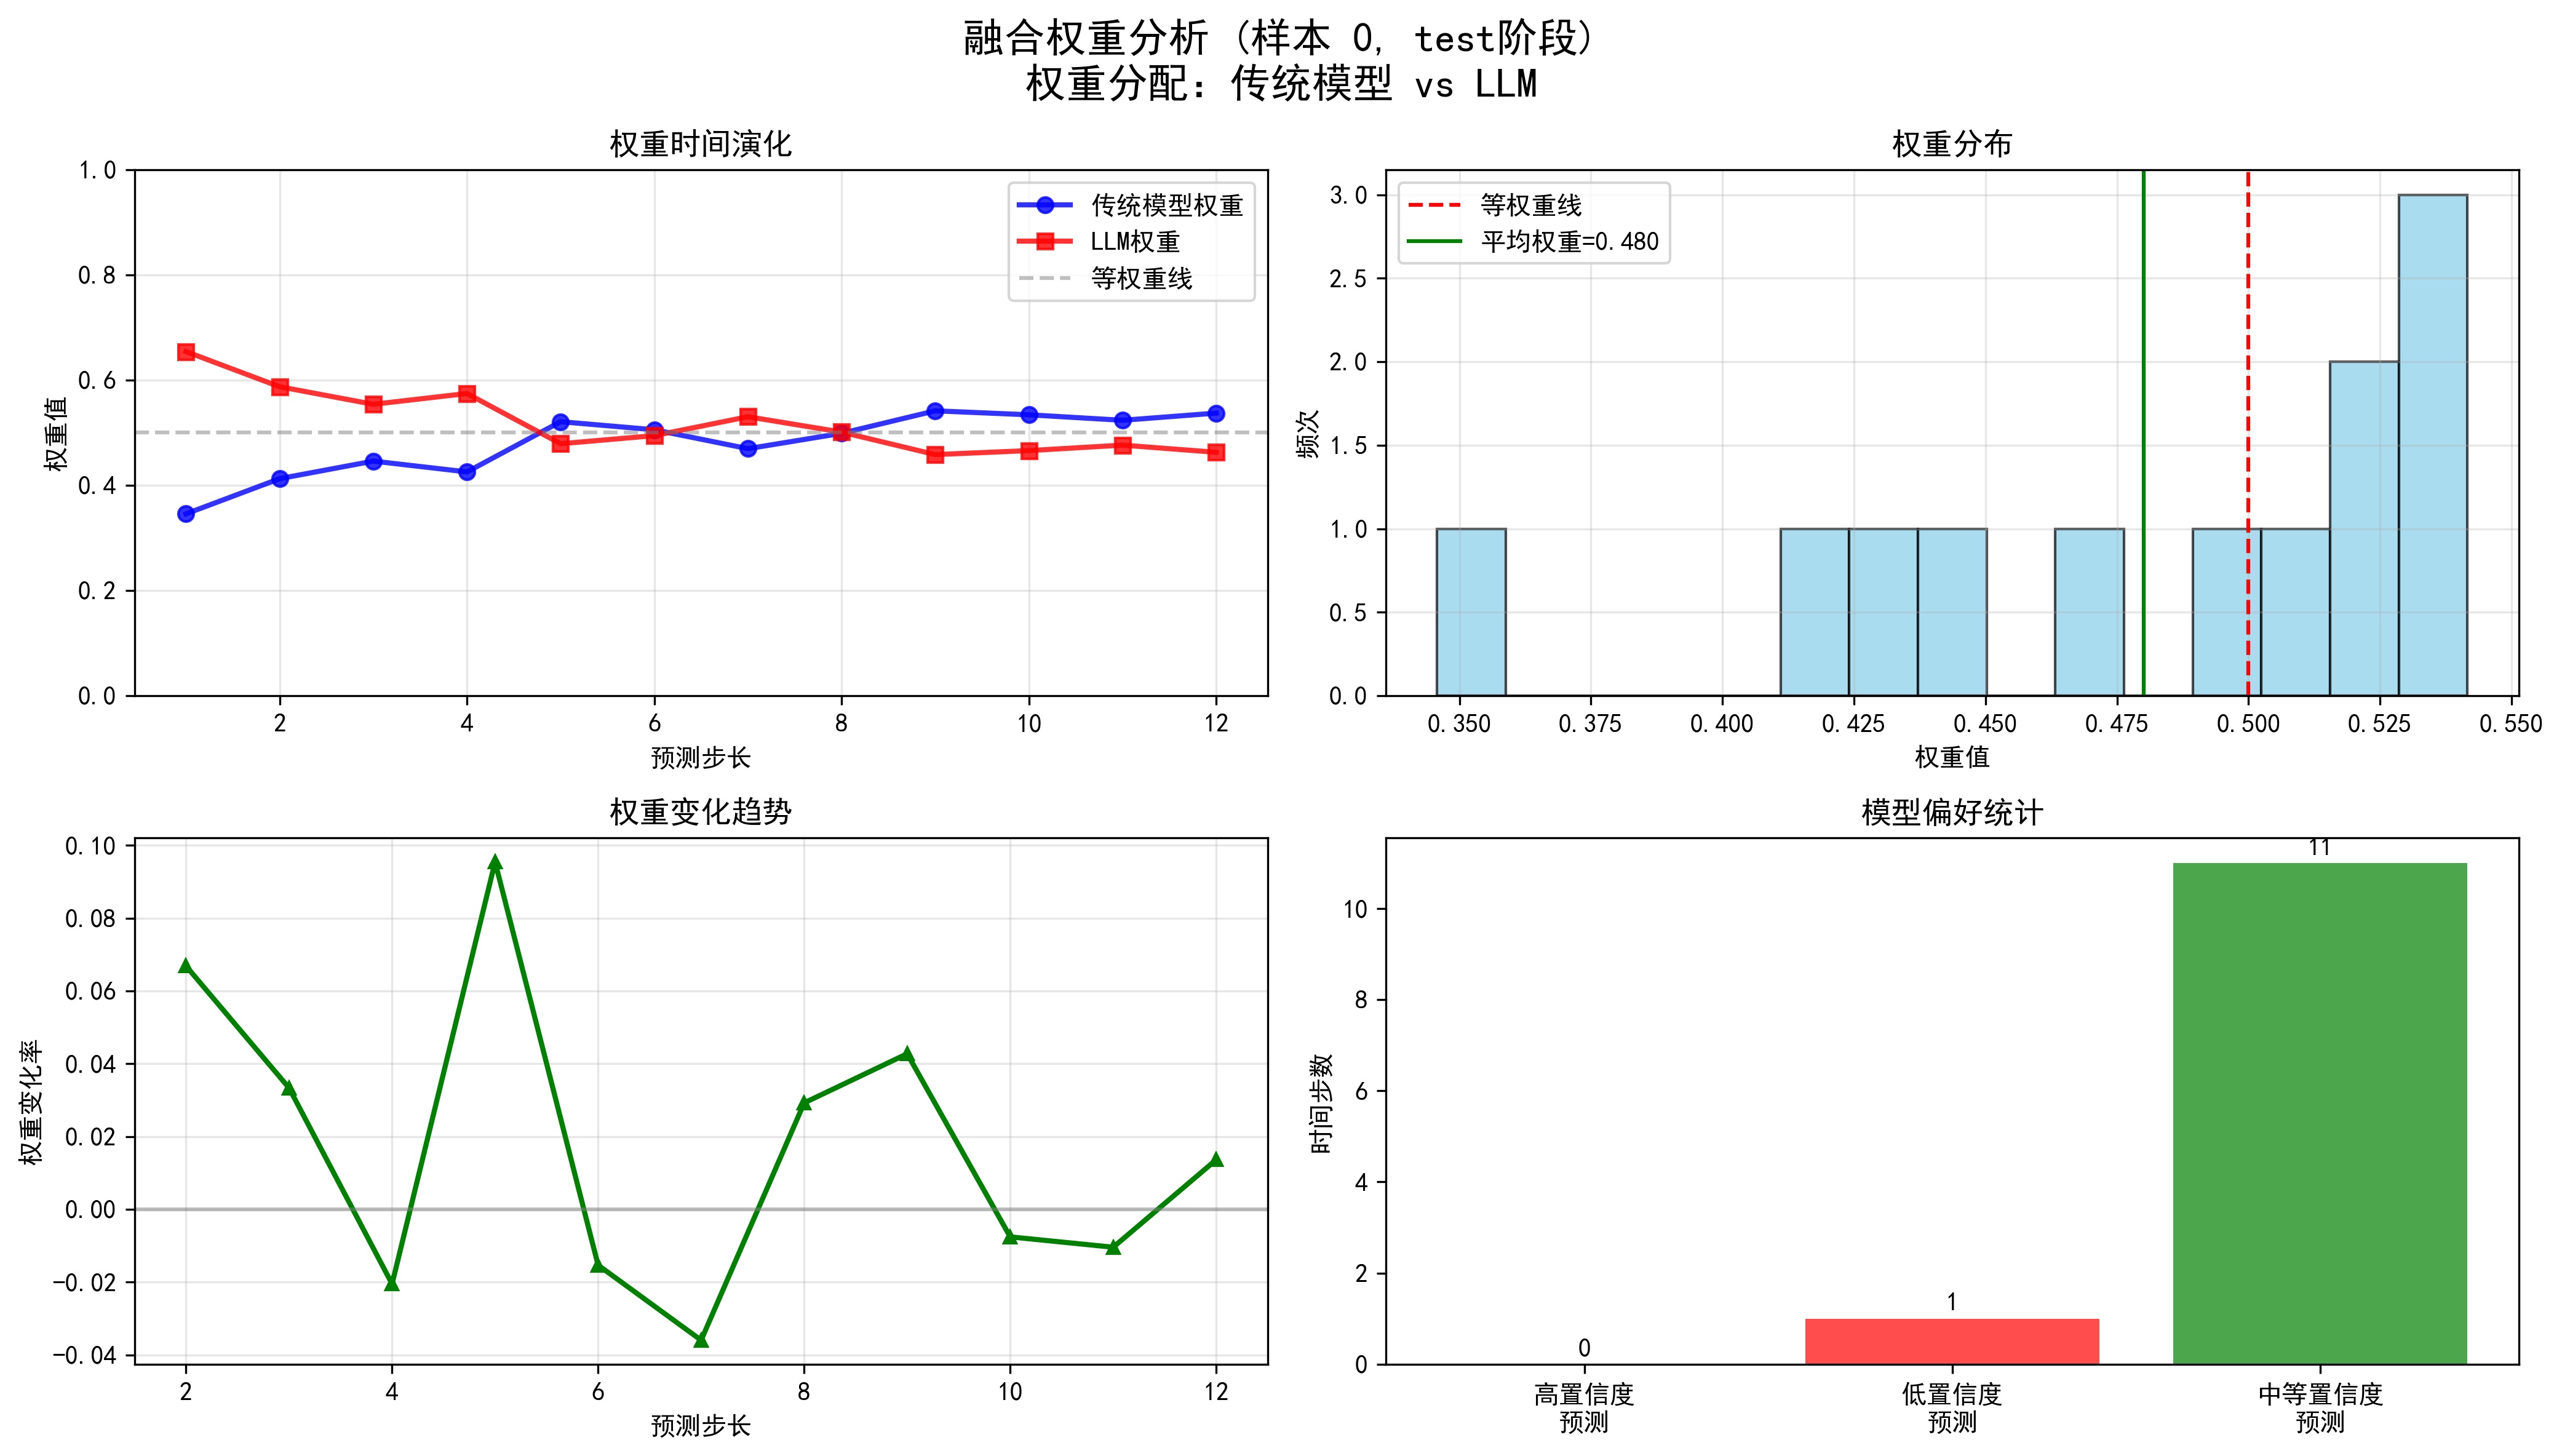 融合权重分析 (样本 0, test阶段)
权重分配: 传统模型 vs LLM
权重时间演化
1.0
0.8
0.6
0.4
0.2
0.0
权重值
传统模型权重
LLM权重
等权重线
2
4
6
8
10
12
预测步长
权重分布
3.0
2.5
2.0
1.5
1.0
0.5
0.0
频次
等权重线
平均权重=0.480
0.350
0.375
0.400
0.425
0.450
0.475
0.500
0.525
0.550
权重值
权重变化趋势
0.10
0.08
0.06
0.04
0.02
0.00
−0.02
−0.04
权重变化率
2
4
6
8
10
12
预测步长
模型偏好统计
10
8
6
4
2
0
时间步数
0
1
11
高置信度
预测
低置信度
预测
中等置信度
预测